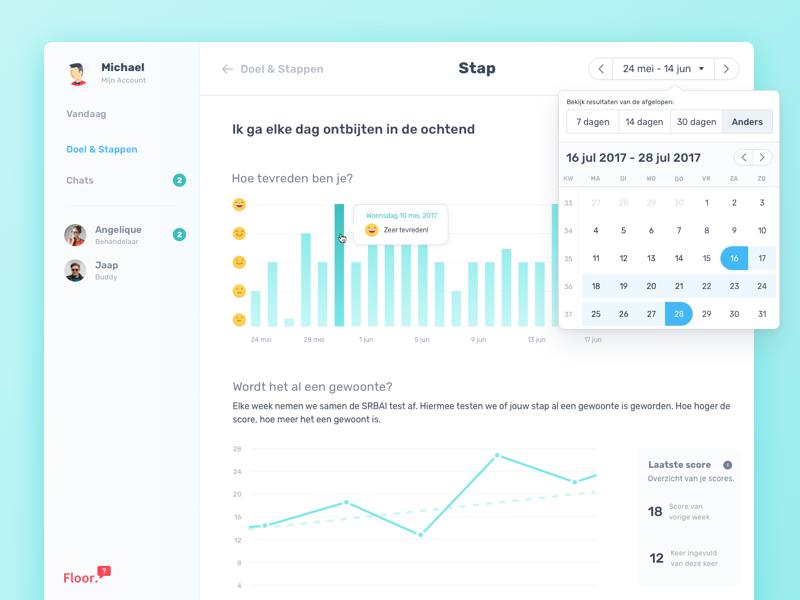 Michael
Mijn Account
Vandaag
Doel & Stappen
Chats
2
Angelique
Behandelaar
2
Jaap
Buddy
Floor.
?
Doel & Stappen
Stap
24 mei - 14 jun
Ik ga elke dag ontbijten in de ochtend
Hoe tevreden ben je?
Woensdag 10 mei, 2017
Zeer tevreden!
24 mei 28 mei 1 jun 5 jun 9 jun 13 jun 17 jun
Bekijk resultaten van de afgelopen:
7 dagen 14 dagen 30 dagen Anders
16 jul 2017 - 28 jul 2017
KW MA DI WO DO VR ZA ZO
33 27 28 29 30 1 2 3
34 4 5 6 7 8 9 10
35 11 12 13 14 15 16 17
36 18 19 20 21 22 23 24
37 25 26 27 28 29 30 31
Wordt het al een gewoonte?
Elke week nemen we samen de SRBAI test af. Hiermee testen we of jouw stap al een gewoonte is geworden. Hoe hoger de
score, hoe meer het een gewoont is.
28
24
20
16
12
8
4
Laatste score
Overzicht van je scores.
18 Score van
vorige week
12 Keer ingevuld
van deze keer